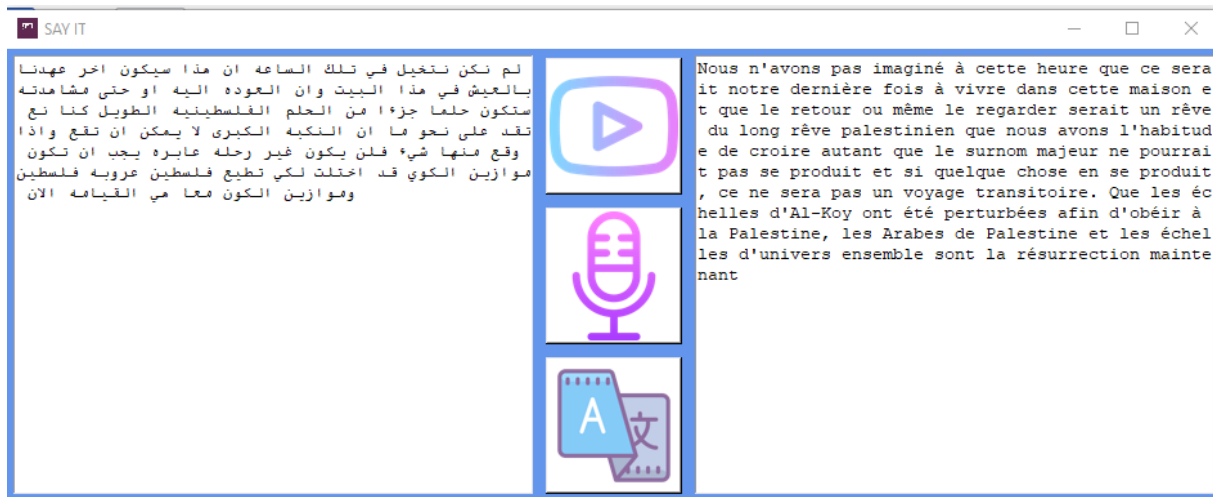 SAY IT
لم نكن نتخيل في تلك الساعه ان هذا سيكون اخر عهدنا
بالعيش في هذا البيت وان العوده اليه او حتى مشاهدته
ستكون حلما جزءا من الحلم الفلسطينيه الطويل كنا نع
تقد على نحو ما ان النكبه الكبرى لا يمكن ان تقع واذا
وقع منها شيء فلن يكون غير رحله عابره يجب ان تكون
موازين الكوي قد اختلت لكي تطيع فلسطين عروبه فلسطين
وموازين الكون معا هي القيامه الان
A
文
Nous n'avons pas imaginé à cette heure que ce sera
it notre dernière fois à vivre dans cette maison e
t que le retour ou même le regarder serait un rêve
du long rêve palestinien que nous avons l'habitud
e de croire autant que le surnom majeur ne pourrai
t pas se produit et si quelque chose en se produit
, ce ne sera pas un voyage transitoire. Que les éc
helles d'Al-Koy ont été perturbées afin d'obéir à
la Palestine, les Arabes de Palestine et les échel
les d'univers ensemble sont la résurrection mainte
nant